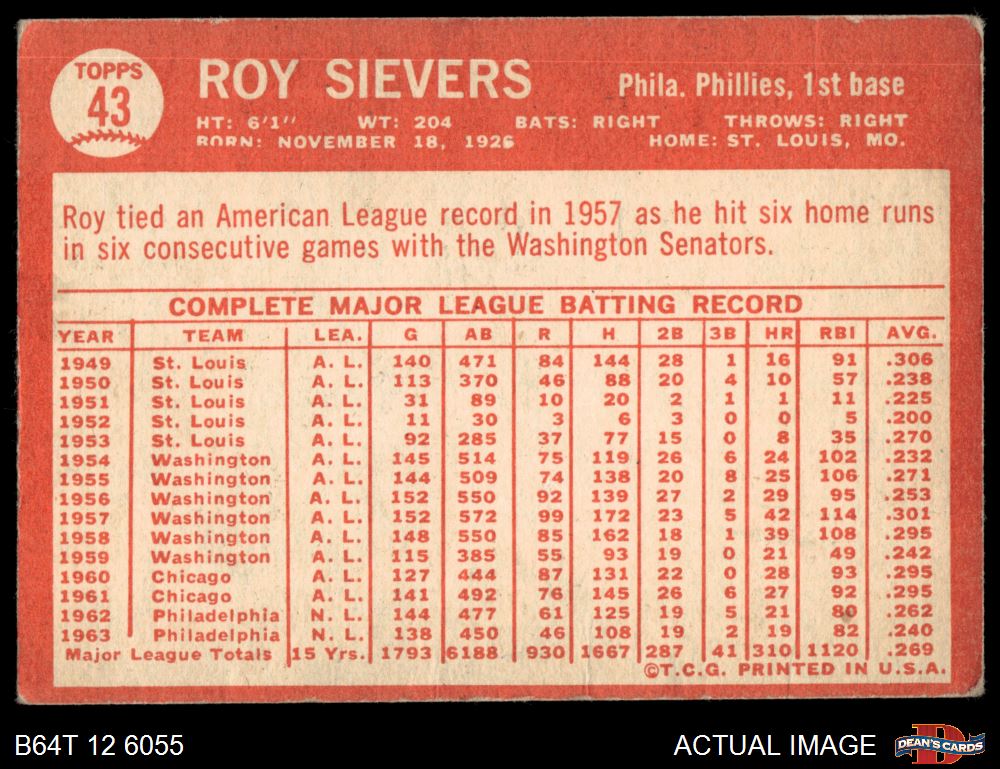 TOPPS
43
ROY SIEVERS
Phila. Phillies, 1st base
HT: 6'1" WT: 204 BATS: RIGHT THROWS: RIGHT
BORN: NOVEMBER 18, 1926 HOME: ST. LOUIS, MO.
Roy tied an American League record in 1957 as he hit six home runs
in six consecutive games with the Washington Senators.
COMPLETE MAJOR LEAGUE BATTING RECORD
YEAR TEAM LEA. G AB R H 2B 3B HR RBI AVG.
1949 St. Louis A. L. 140 471 84 144 28 1 16 91 .306
1950 St. Louis A. L. 113 370 46 88 20 4 10 57 .238
1951 St. Louis A. L. 31 89 10 20 2 1 1 11 .225
1952 St. Louis A. L. 11 30 3 6 3 0 0 5 .200
1953 St. Louis A. L. 92 285 37 77 15 0 8 35 .270
1954 Washington A. L. 145 514 75 119 26 6 24 102 .232
1955 Washington A. L. 144 509 74 138 20 8 25 106 .271
1956 Washington A. L. 152 550 92 139 27 2 29 95 .253
1957 Washington A. L. 152 572 99 172 23 5 42 114 .301
1958 Washington A. L. 148 550 85 162 18 1 39 108 .295
1959 Washington A. L. 115 385 55 93 19 0 21 49 .242
1960 Chicago A. L. 127 444 87 131 22 0 28 93 .295
1961 Chicago A. L. 141 492 76 145 26 6 27 92 .295
1962 Philadelphia N. L. 144 477 61 125 19 5 21 80 .262
1963 Philadelphia N. L. 138 450 46 108 19 2 19 82 .240
Major League Totals 15 Yrs. 1793 6188 930 1667 287 41 310 1120 .269
©T.C.G. PRINTED IN U.S.A.
B64T 12 6055
ACTUAL IMAGE
D
DEAN'S CARDS